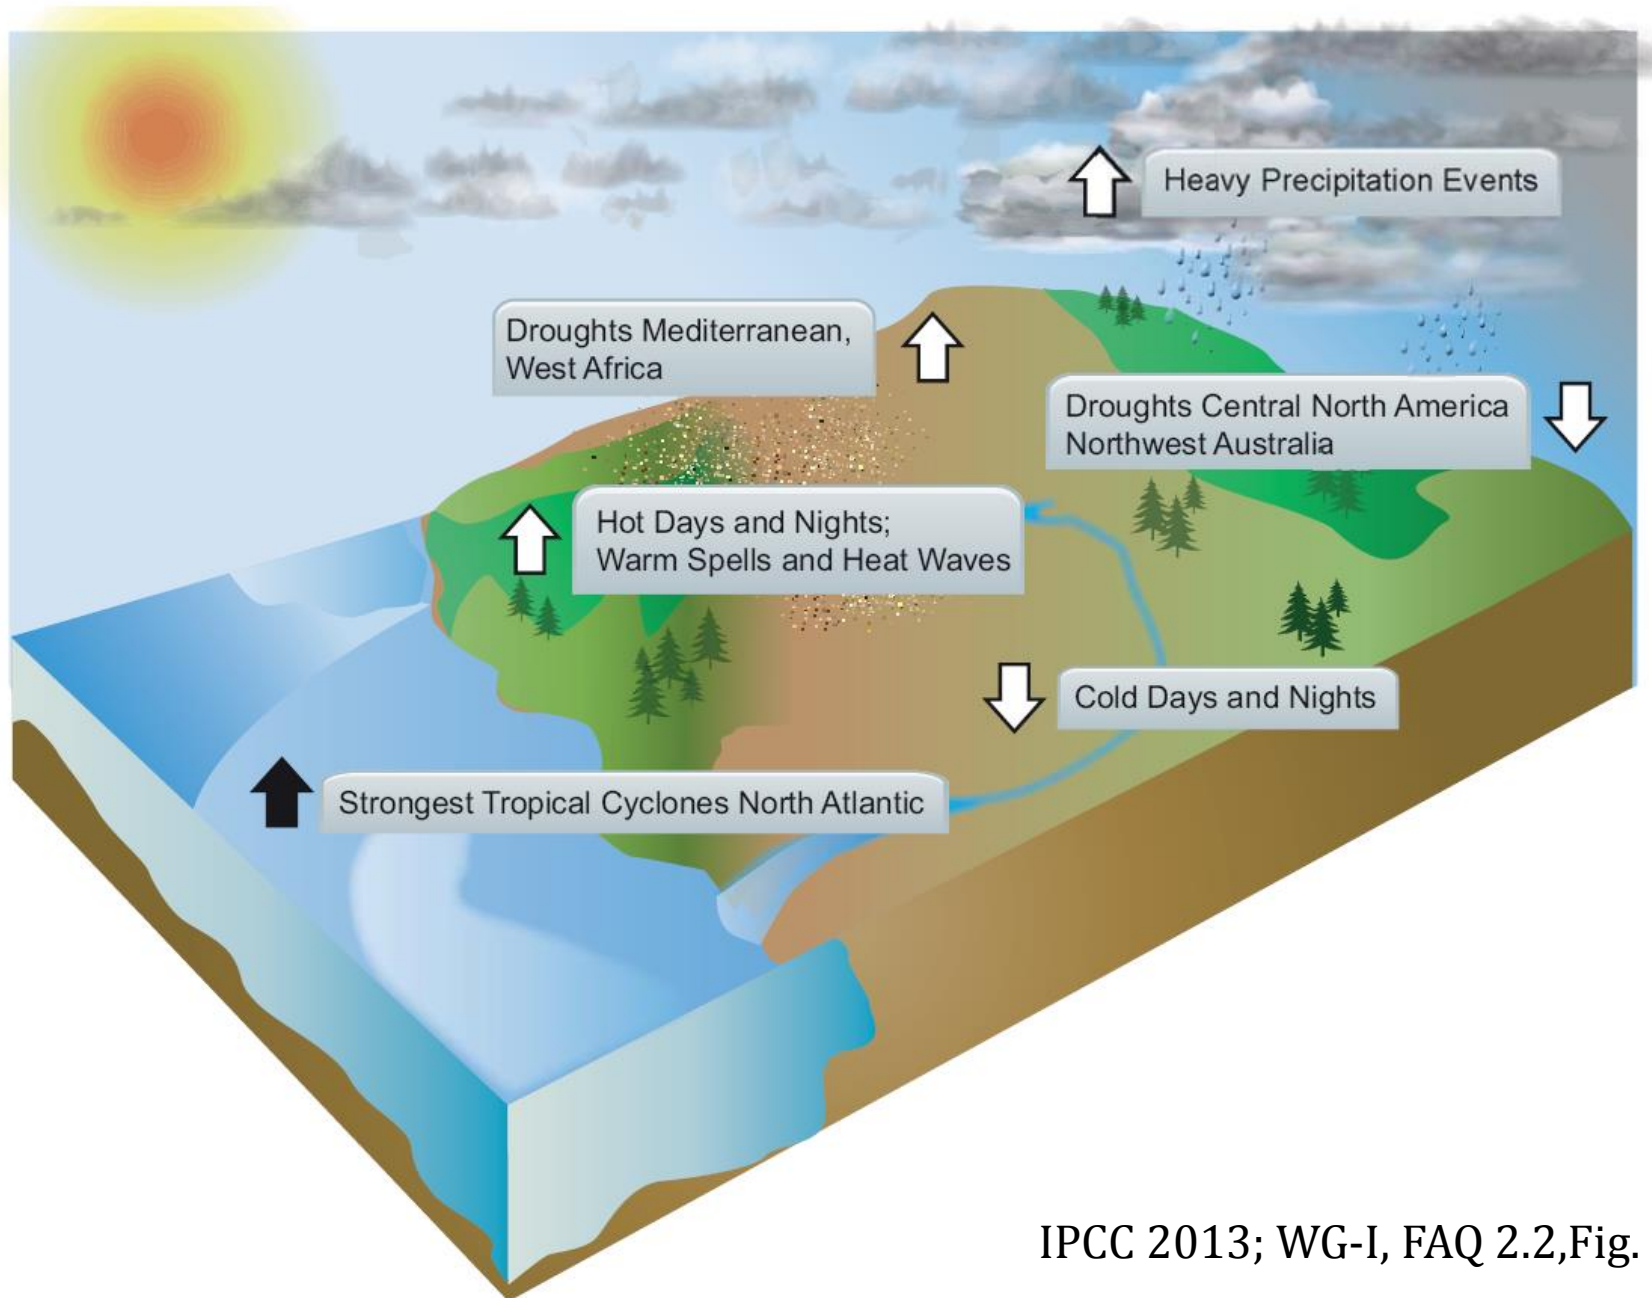 Heavy Precipitation Events
Droughts Mediterranean,
West Africa
Droughts Central North America
Northwest Australia
Hot Days and Nights;
Warm Spells and Heat Waves
Cold Days and Nights
Strongest Tropical Cyclones North Atlantic
IPCC 2013; WG-I, FAQ 2.2,Fig.